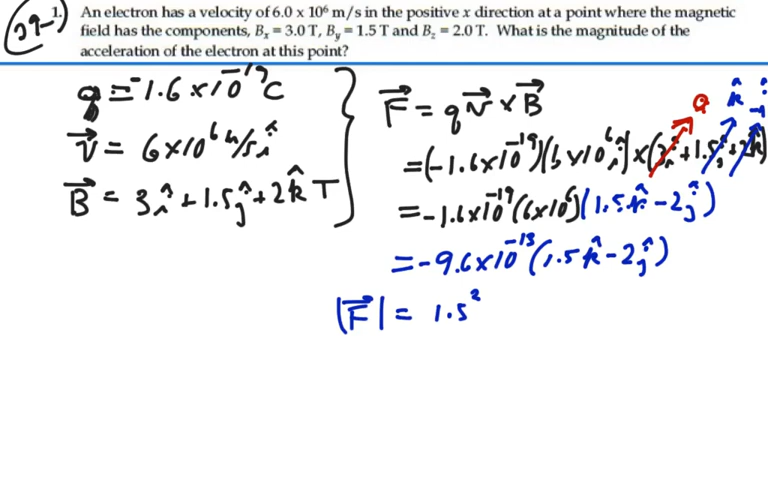 29-1
1. An electron has a velocity of 6.0 x 10⁶ m/s in the positive x direction at a point where the magnetic
field has the components, Bₓ = 3.0 T, Bᵧ = 1.5 T and B_z = 2.0 T. What is the magnitude of the
acceleration of the electron at this point?
q = -1.6×10⁻¹⁹ C
v⃗ = 6×10⁶ m/s î
B⃗ = 3î + 1.5ĵ + 2k̂ T
F⃗ = q v⃗ × B⃗
0 k̂ -ĵ
= (-1.6×10⁻¹⁹)(6×10⁶ î) × (3î + 1.5ĵ + 2k̂)
= -1.6×10⁻¹⁹(6×10⁶)(1.5k̂ - 2ĵ)
= -9.6×10⁻¹³(1.5k̂ - 2ĵ)
|F⃗| = 1.5²